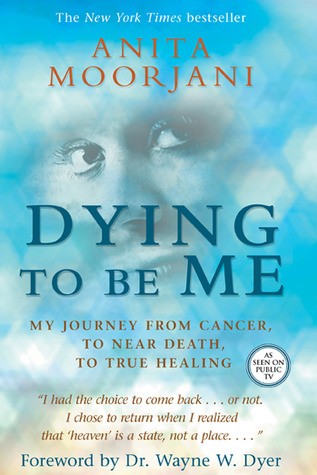 The New York Times bestseller
ANITA
MOORJANI
DYING
TO BE ME
MY JOURNEY FROM CANCER,
TO NEAR DEATH,
TO TRUE HEALING
AS
SEEN ON
PUBLIC
TV
“I had the choice to come back . . . or not.
I chose to return when I realized
that ‘heaven’ is a state, not a place. . . .”
Foreword by Dr. Wayne W. Dyer